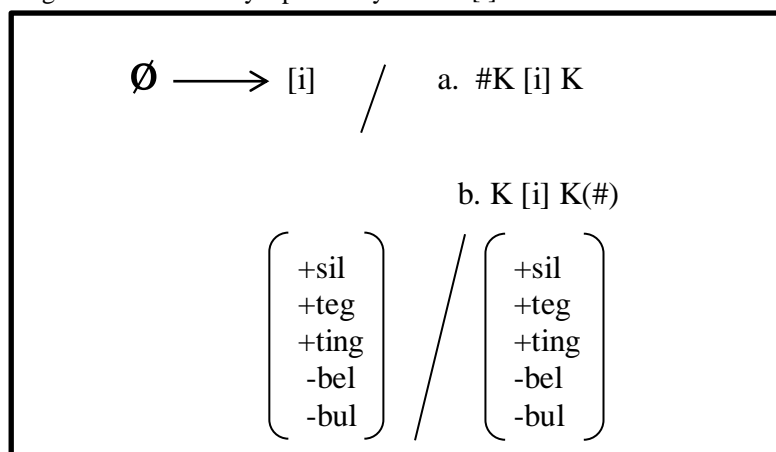 Ø → [i] / a. #K [i] K
b. K [i] K(#)
+sil +sil
+teg / +teg
+ting +ting
-bel -bel
-bul -bul